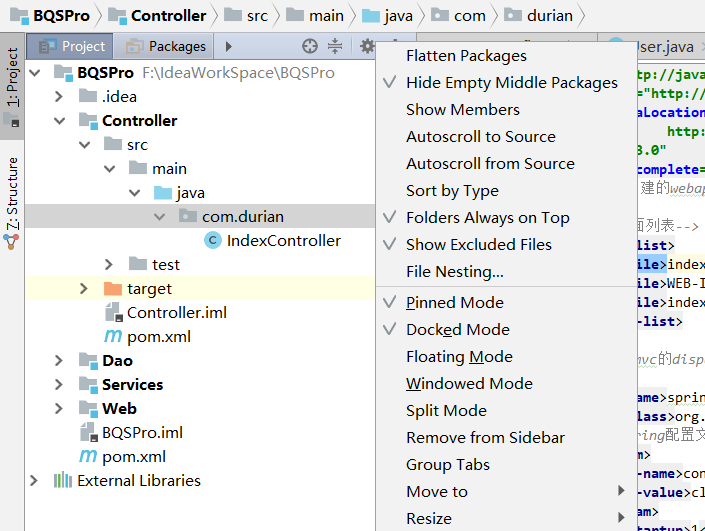 BQSPro Controller src main java com durian
1: Project
7: Structure
Project Packages
User.java
BQSPro F:\IdeaWorkSpace\BQSPro
.idea
Controller
src
main
java
com.durian
IndexController
test
target
Controller.iml
pom.xml
Dao
Services
Web
BQSPro.iml
pom.xml
External Libraries
Flatten Packages
Hide Empty Middle Packages
Show Members
Autoscroll to Source
Autoscroll from Source
Sort by Type
Folders Always on Top
Show Excluded Files
File Nesting...
Pinned Mode
Docked Mode
Floating Mode
Windowed Mode
Split Mode
Remove from Sidebar
Group Tabs
Move to
Resize
ttp://java
="http://
aLocation
http:
3.0"
complete=
建的webap
面列表-->
list>
ile>index
ile>WEB-I
ile>index
-list>
mvc的disp
name>sprin
lass>org.
ring配置文
am>
-name>con
-value>cl
ram>
startup>1<